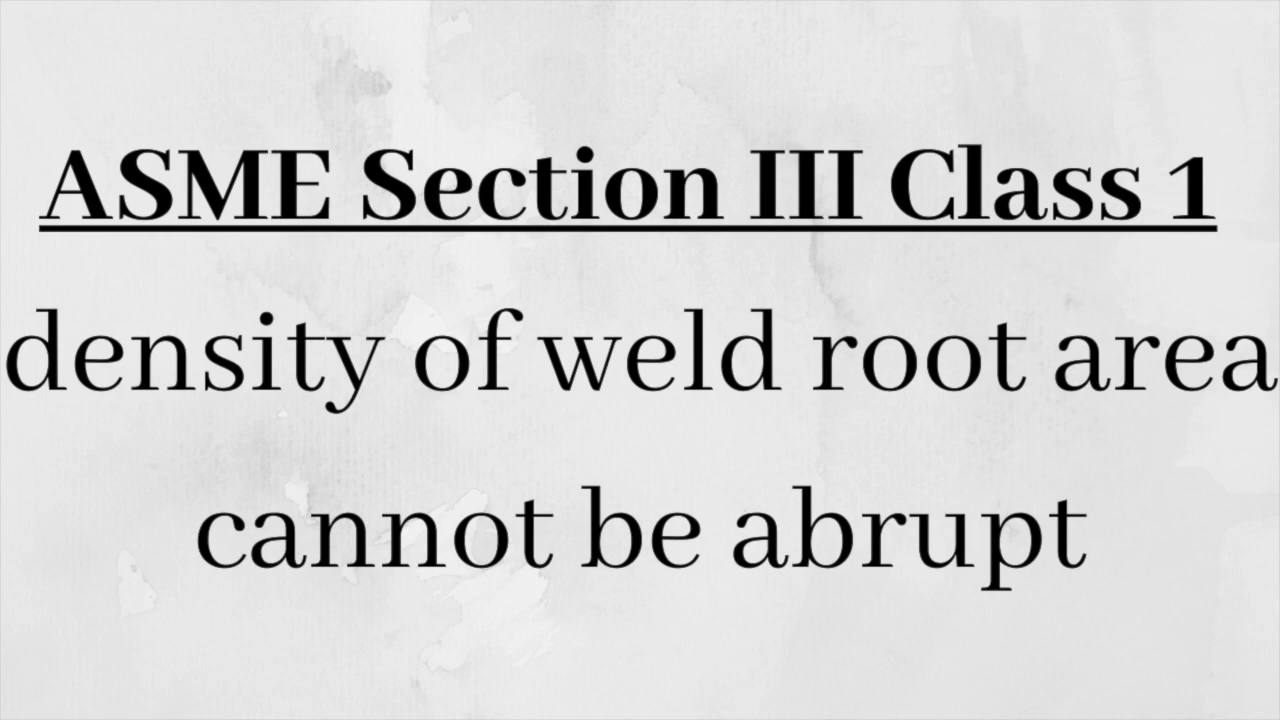 ASME Section III Class 1
density of weld root area
cannot be abrupt